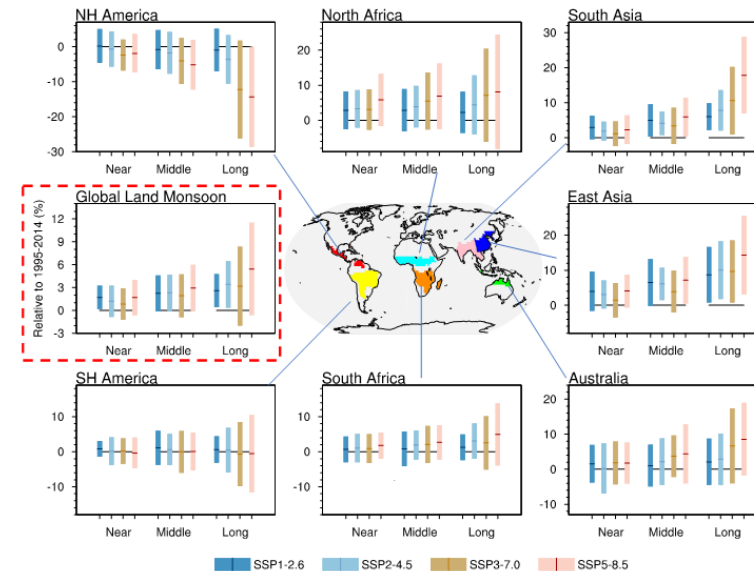 NH America
North Africa
South Asia
0
-10
-20
-30
Near Middle Long
20
10
0
Near Middle Long
30
20
10
0
Near Middle Long
Global Land Monsoon
Relative to 1995-2014 (%)
12
9
6
3
0
-3
Near Middle Long
East Asia
20
10
0
Near Middle Long
SH America
South Africa
Australia
10
0
-10
Near Middle Long
10
0
-10
Near Middle Long
20
10
0
-10
Near Middle Long
SSP1-2.6 SSP2-4.5 SSP3-7.0 SSP5-8.5